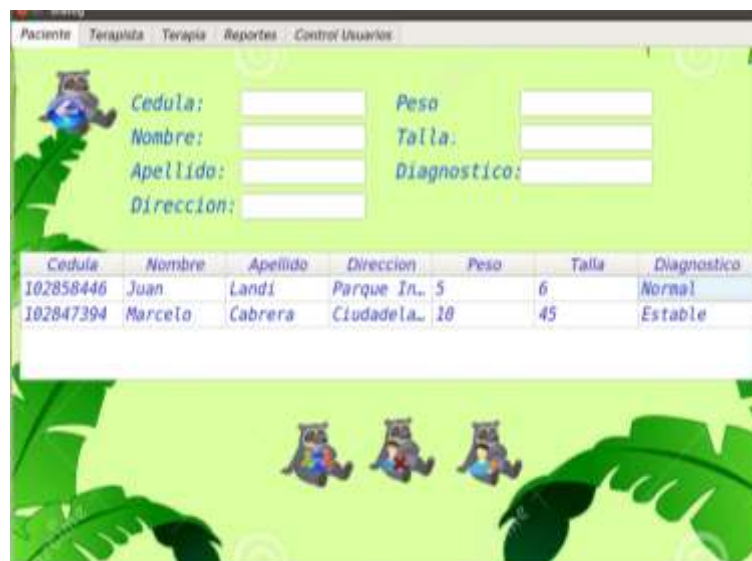 Paciente Terapista Terapia Reportes Control Usuarios
Cedula: Peso
Nombre: Talla.
Apellido: Diagnostico:
Direccion:
Cedula Nombre Apellido Direccion Peso Talla Diagnostico
102858446 Juan Landi Parque In… 5 6 Normal
102847394 Marcelo Cabrera Ciudadela… 10 45 Estable